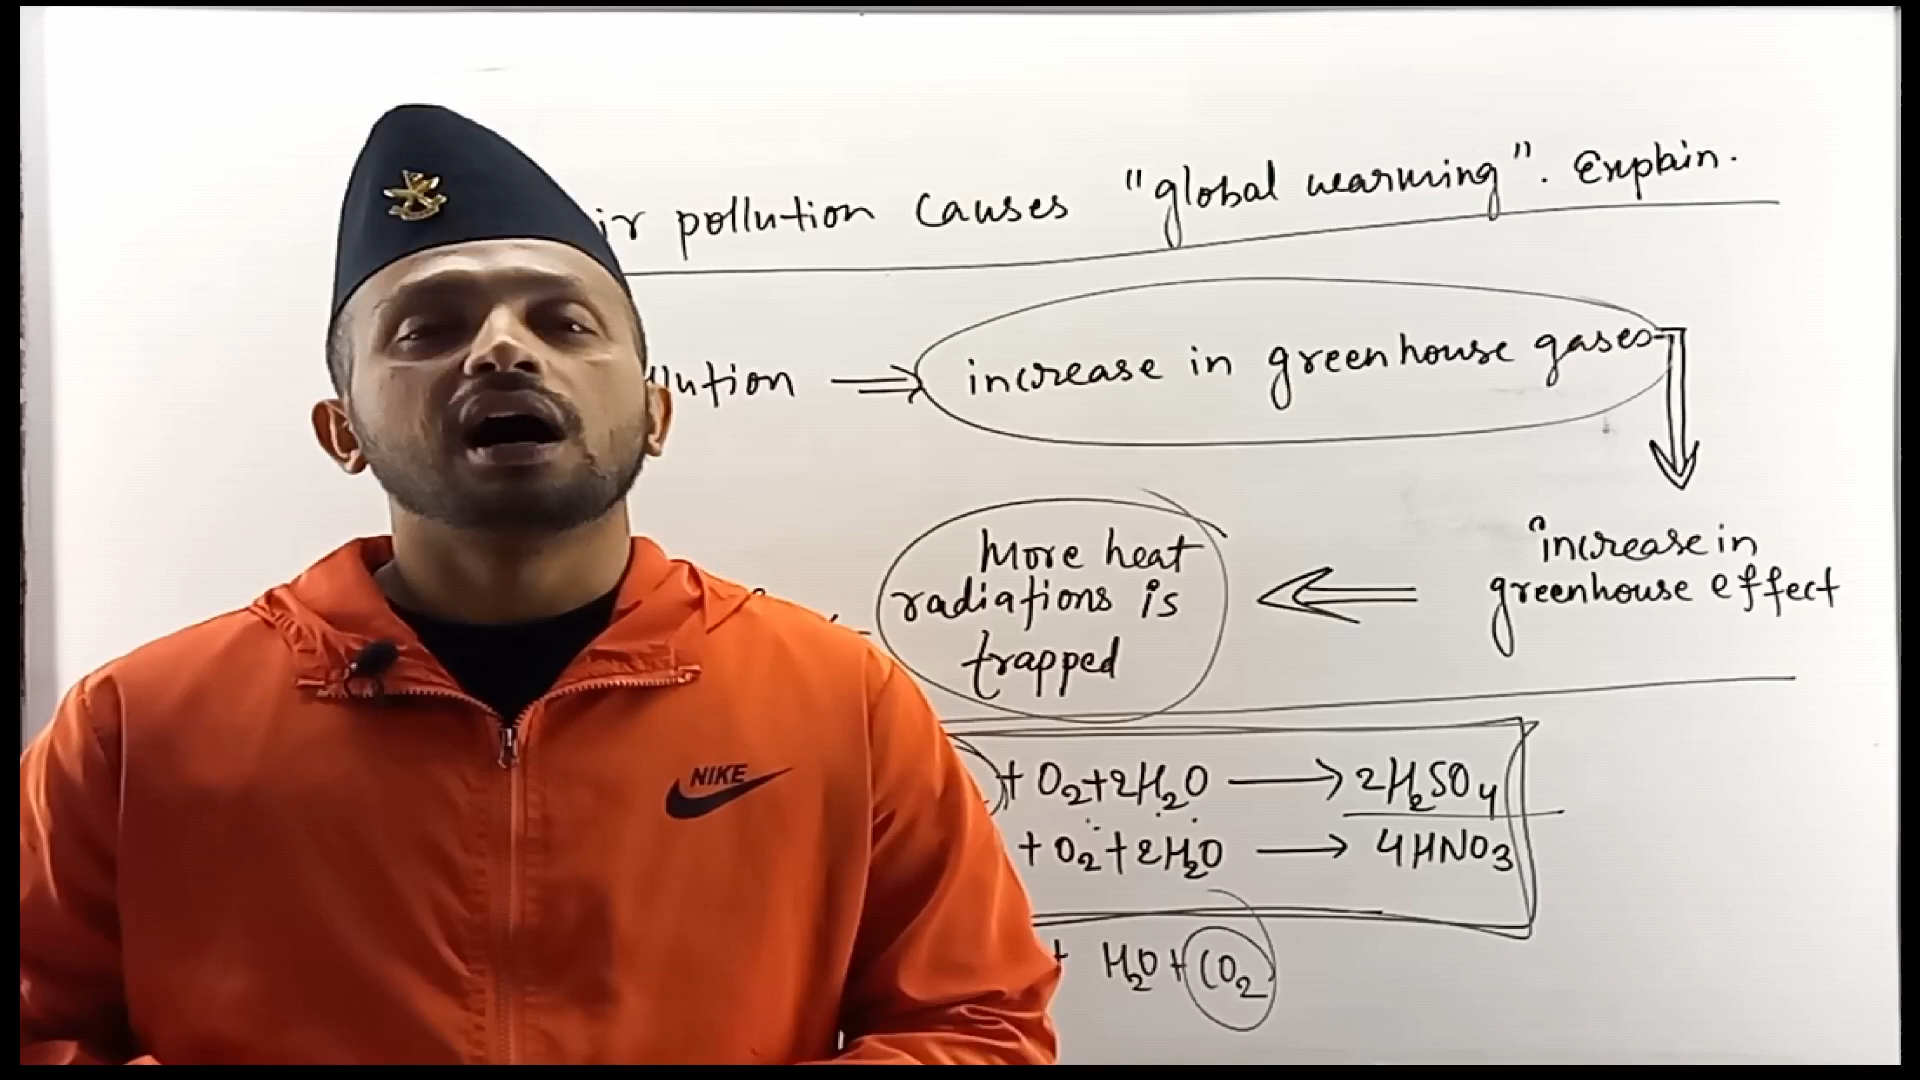 ir pollution causes "global warming". Explain.
llution ⇒ increase in greenhouse gases
increase in
greenhouse effect
More heat
radiations is
trapped
NIKE
+ O₂+2H₂O ⟶ 2H₂SO₄
+ O₂+2H₂O ⟶ 4HNO₃
+ H₂O+CO₂